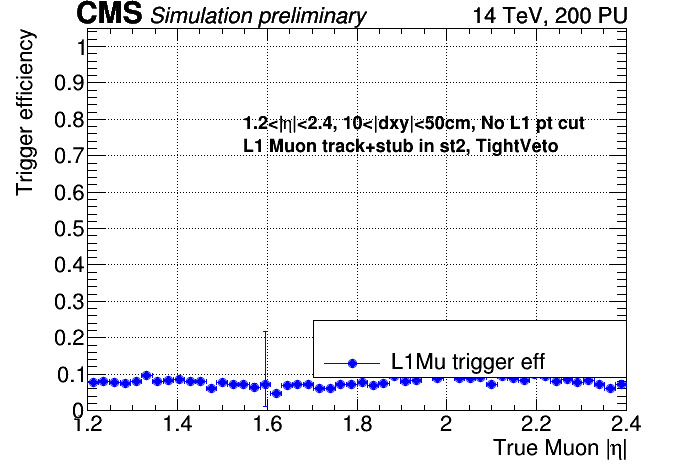 CMS Simulation preliminary 14 TeV, 200 PU
Trigger efficiency
1
0.9
0.8
1.2<|η|<2.4, 10<|dxy|<50cm, No L1 pt cut
0.7
L1 Muon track+stub in st2, TightVeto
0.6
0.5
0.4
0.3
0.2
L1Mu trigger eff
0.1
0
1.2 1.4 1.6 1.8 2 2.2 2.4
True Muon |η|